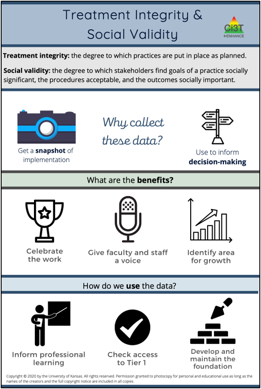 Treatment Integrity &
Social Validity
CI3T
Treatment integrity: the degree to which practices are put in place as planned.
Social validity: the degree to which stakeholders find goals of a practice socially
significant, the procedures acceptable, and the outcomes socially important.
Why collect
these data?
Get a snapshot of
implementation
Use to inform
decision-making
What are the benefits?
Celebrate
the work
Give faculty and staff
a voice
Identify area
for growth
How do we use the data?
Inform professional
learning
Check access
to Tier 1
Develop and
maintain the
foundation
Copyright © 2020 by the University of Kansas. All rights reserved. Permission granted to photocopy for personal and educational use as long as the
names of the creators and the full copyright notice are included in all copies.